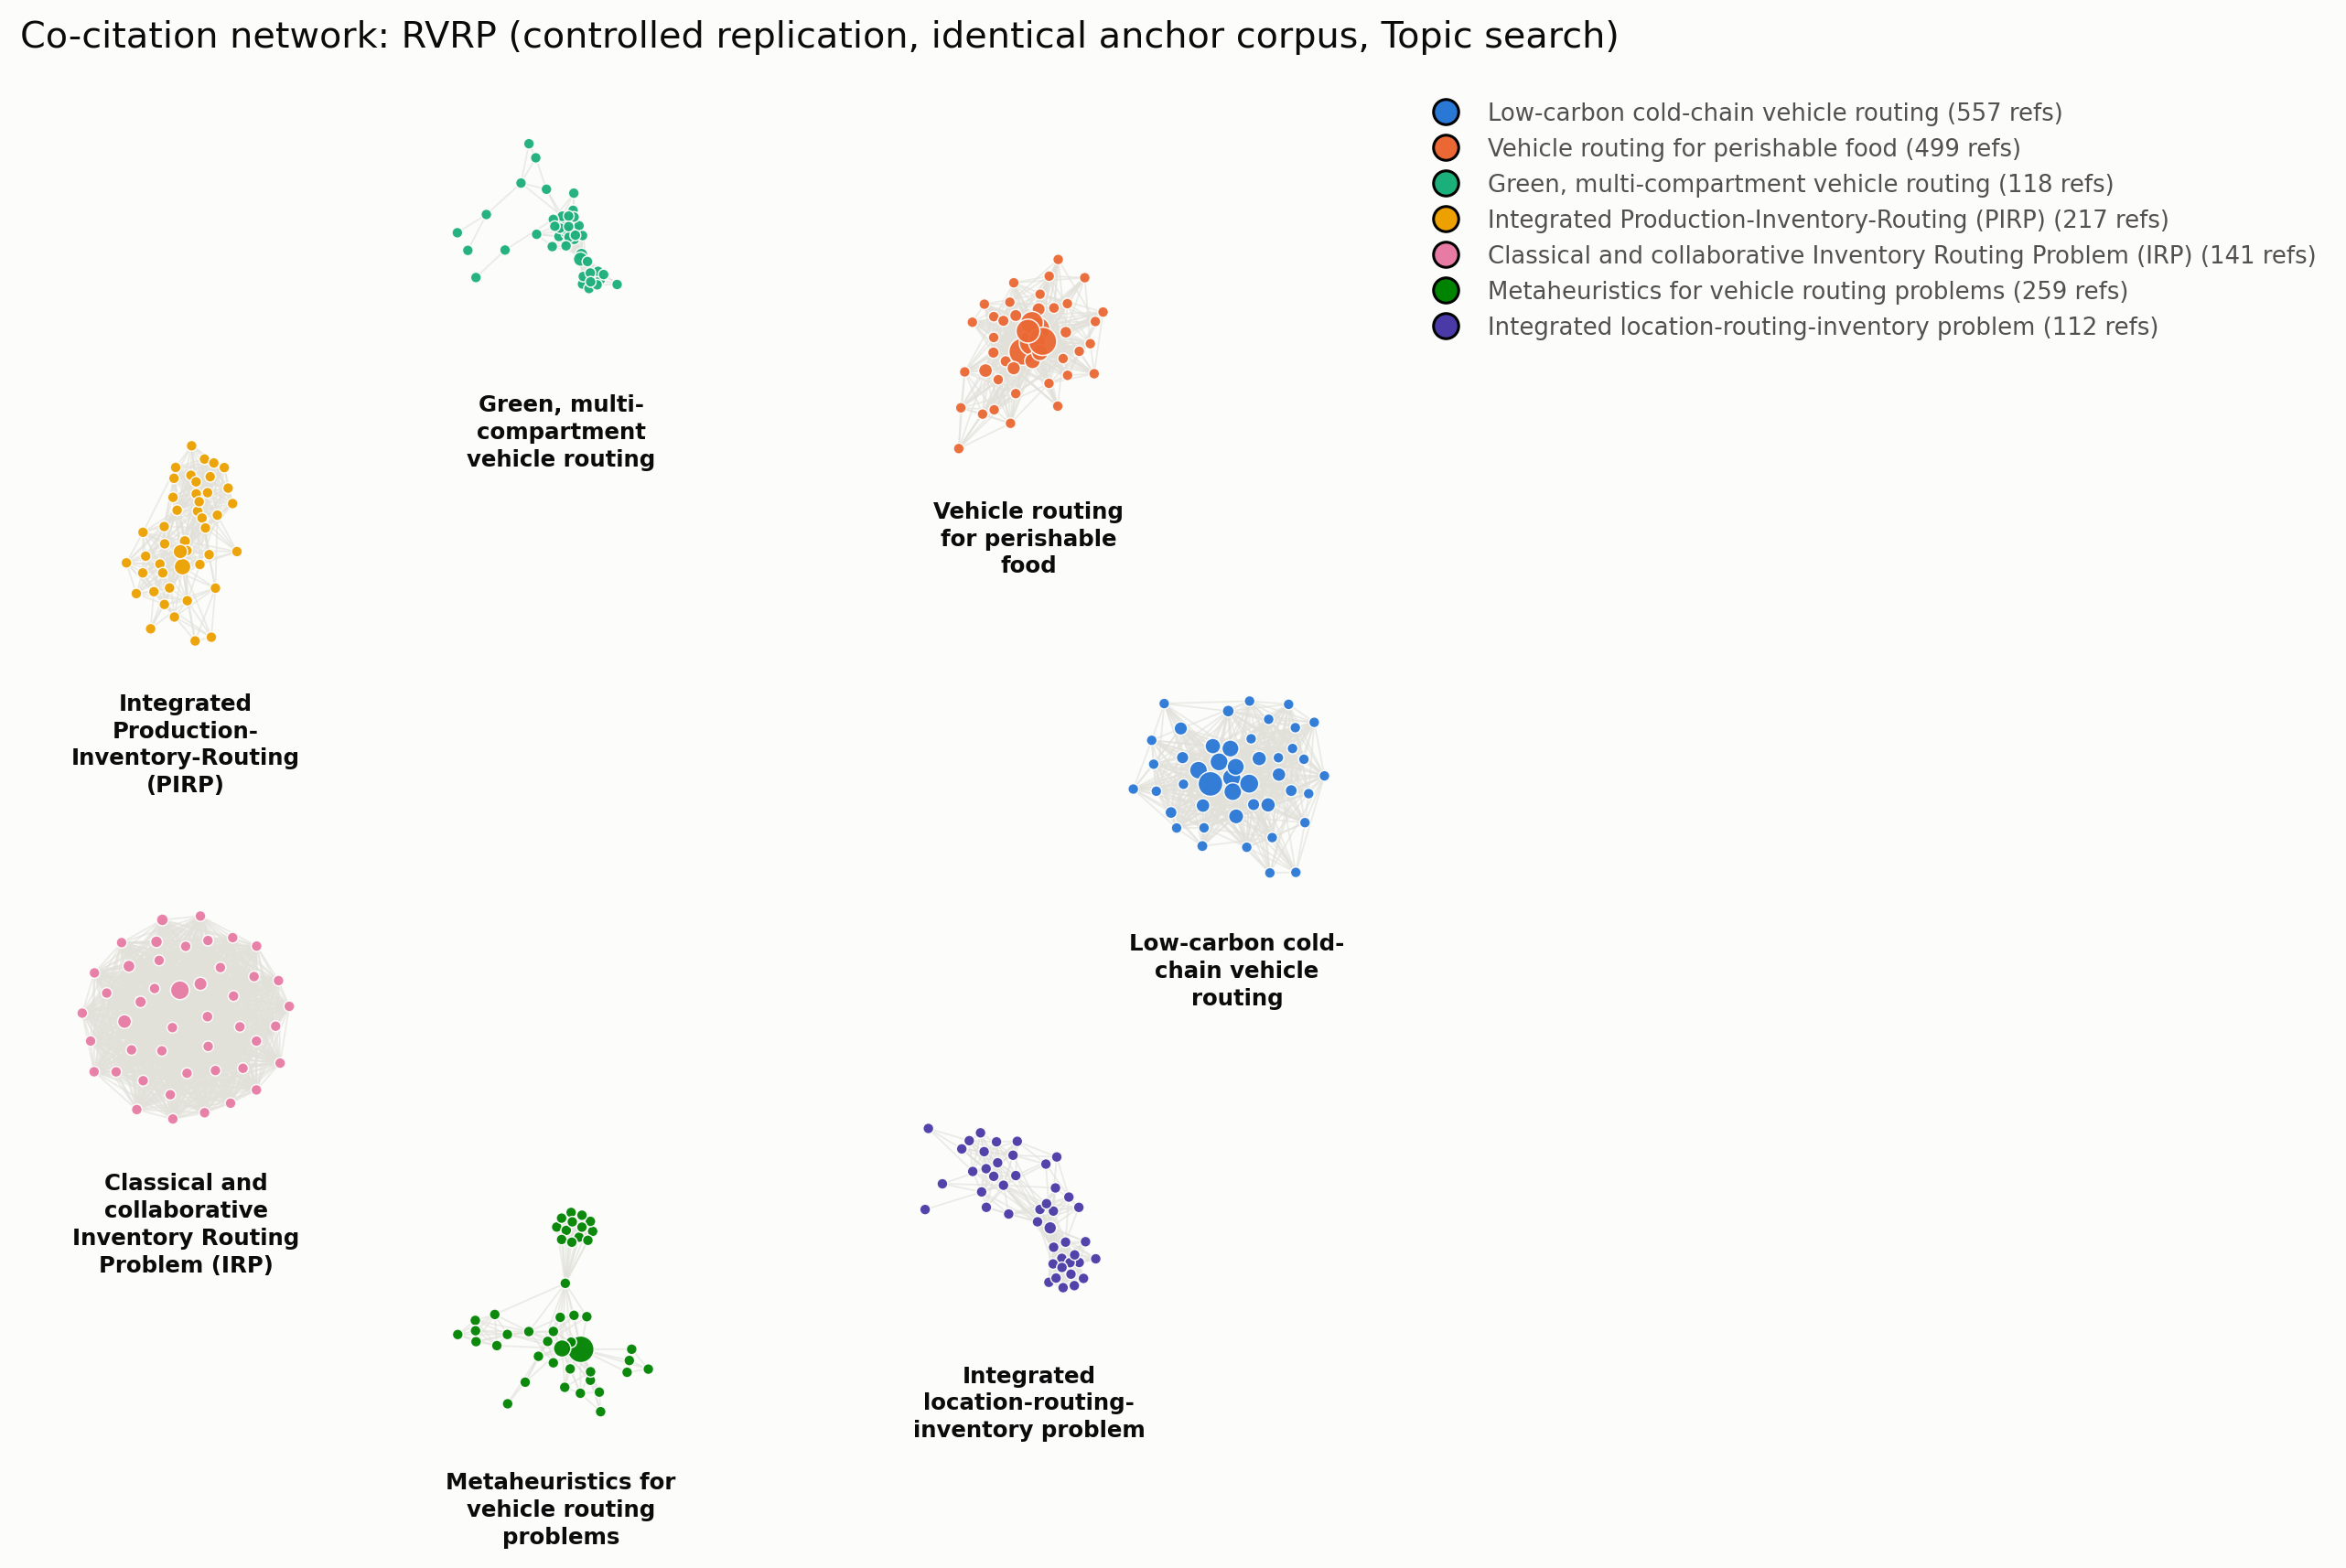 Co-citation network: RVRP (controlled replication, identical anchor corpus, Topic search)
Low-carbon cold-chain vehicle routing (557 refs)
Vehicle routing for perishable food (499 refs)
Green, multi-compartment vehicle routing (118 refs)
Integrated Production-Inventory-Routing (PIRP) (217 refs)
Classical and collaborative Inventory Routing Problem (IRP) (141 refs)
Metaheuristics for vehicle routing problems (259 refs)
Integrated location-routing-inventory problem (112 refs)
Green, multi-
compartment
vehicle routing
Vehicle routing
for perishable
food
Integrated
Production-
Inventory-Routing
(PIRP)
Low-carbon cold-
chain vehicle
routing
Classical and
collaborative
Inventory Routing
Problem (IRP)
Integrated
location-routing-
inventory problem
Metaheuristics for
vehicle routing
problems